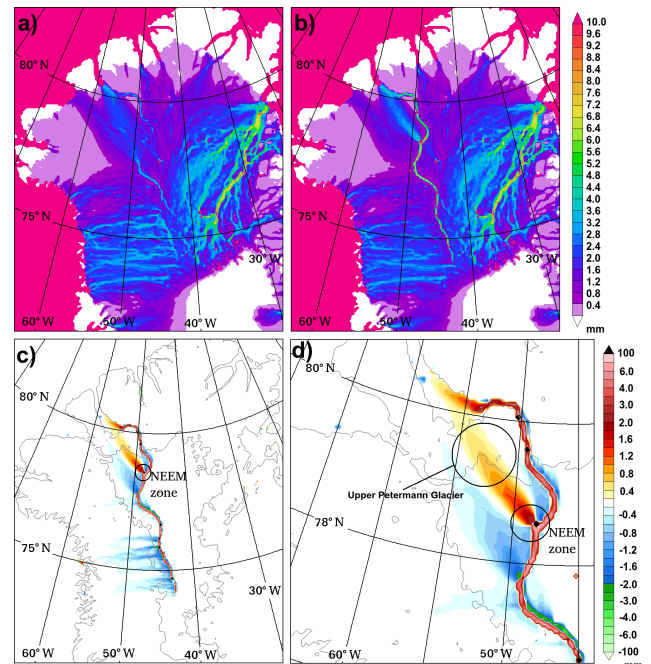 a)
80° N
75° N
60° W
50° W
40° W
30° W
b)
80° N
75° N
60° W
50° W
40° W
30° W
10.0
9.6
9.2
8.8
8.4
8.0
7.6
7.2
6.8
6.4
6.0
5.6
5.2
4.8
4.4
4.0
3.6
3.2
2.8
2.4
2.0
1.6
1.2
0.8
0.4
mm
c)
80° N
NEEM
zone
75° N
30° W
60° W
50° W
40° W
d)
80° N
Upper Petermann Glacier
78° N
NEEM
zone
60° W
50° W
100
6.0
4.0
3.0
2.0
1.6
1.2
0.8
0.4
-0.4
-0.8
-1.2
-1.6
-2.0
-3.0
-4.0
-6.0
-100
mm